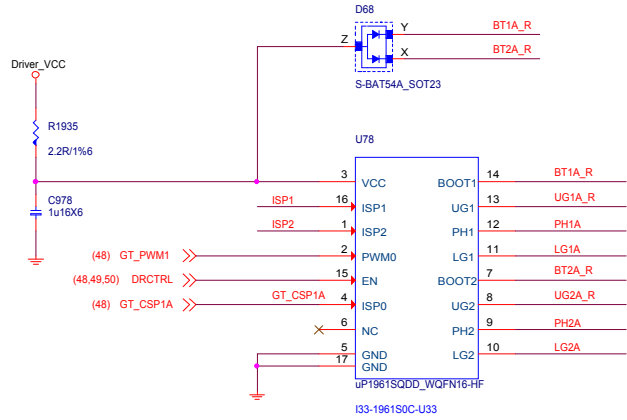 D68
Z
Y
BT1A_R
X
BT2A_R
S-BAT54A_SOT23
Driver_VCC
R1935
2.2R/1%6
C978
1u16X6
U78
3 VCC BOOT1 14 BT1A_R
ISP1 16 ISP1 UG1 13 UG1A_R
ISP2 1 ISP2 PH1 12 PH1A
(48) GT_PWM1 2 PWM0 LG1 11 LG1A
(48,49,50) DRCTRL 15 EN BOOT2 7 BT2A_R
(48) GT_CSP1A GT_CSP1A 4 ISP0 UG2 8 UG2A_R
6 NC PH2 9 PH2A
5 GND LG2 10 LG2A
17 GND
uP1961SQDD_WQFN16-HF
I33-1961S0C-U33